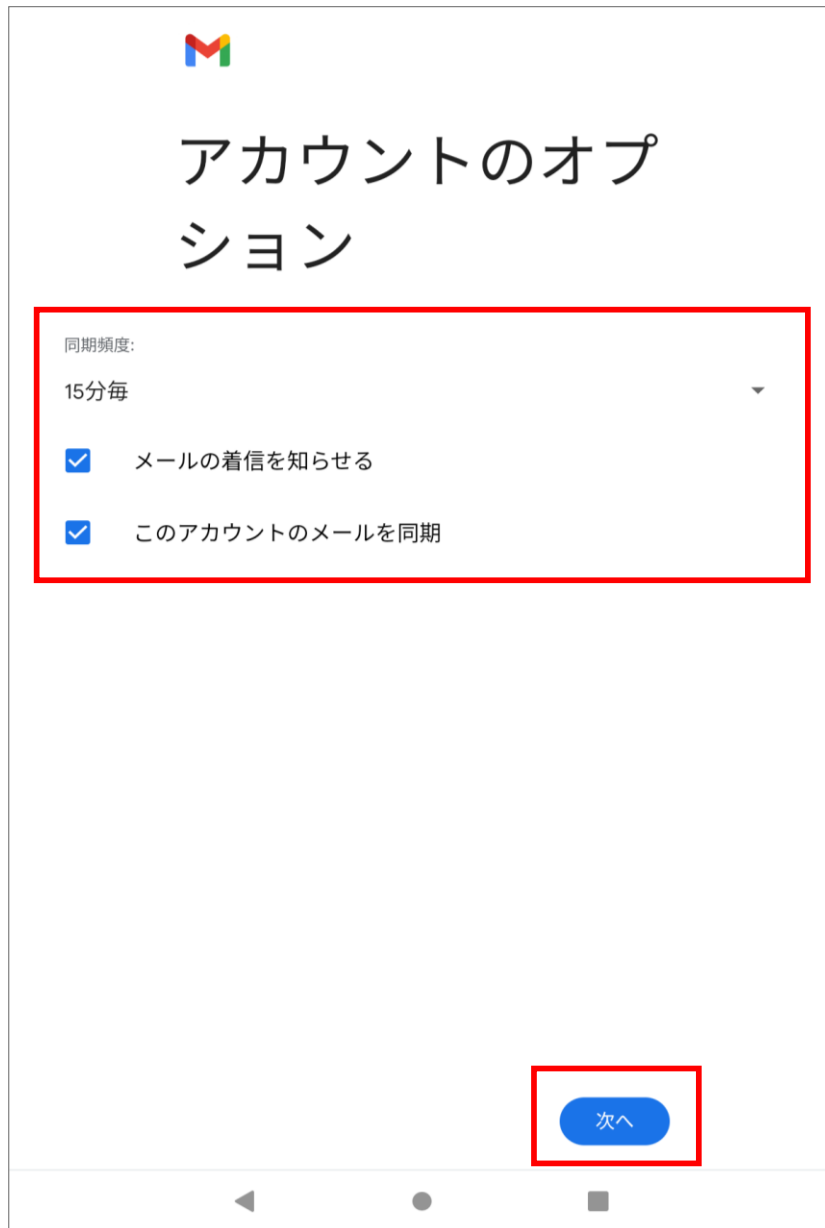 アカウントのオプ
ション
同期頻度:
15分毎
メールの着信を知らせる
このアカウントのメールを同期
次へ